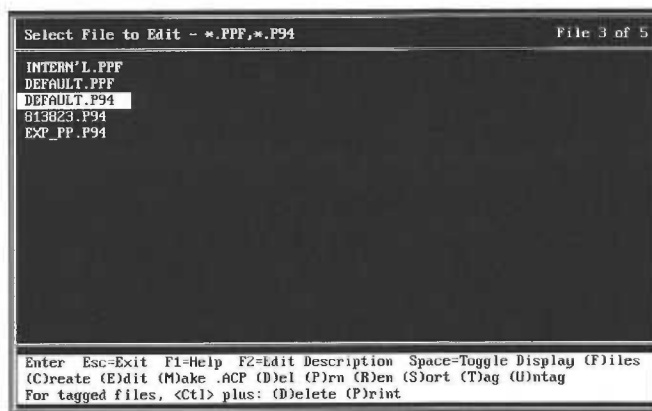 Select File to Edit - *.PPF,*.P94 File 3 of 5
INTERN'L.PPF
DEFAULT.PPF
DEFAULT.P94
813823.P94
EXP_PP.P94
Enter Esc=Exit F1=Help F2=Edit Description Space=Toggle Display (F)iles
(C)reate (E)dit (M)ake .ACP (D)el (P)rn (R)en (S)ort (T)ag (U)ntag
For tagged files, <Ctl> plus: (D)elete (P)rint